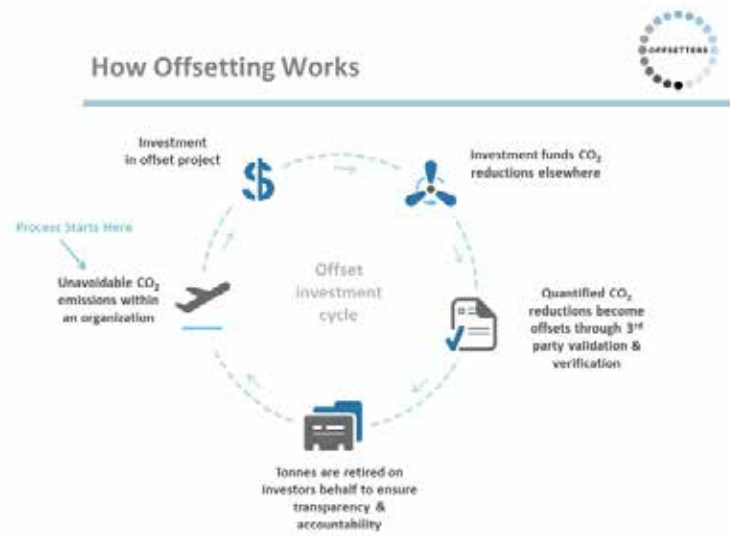 How Offsetting Works
OFFSETTERS
Investment
in offset project
Investment funds CO₂
reductions elsewhere
Process Starts Here
Unavoidable CO₂
emissions within
an organization
Offset
investment
cycle
Quantified CO₂
reductions become
offsets through 3ʳᵈ
party validation &
verification
Tonnes are retired on
investors behalf to ensure
transparency &
accountability